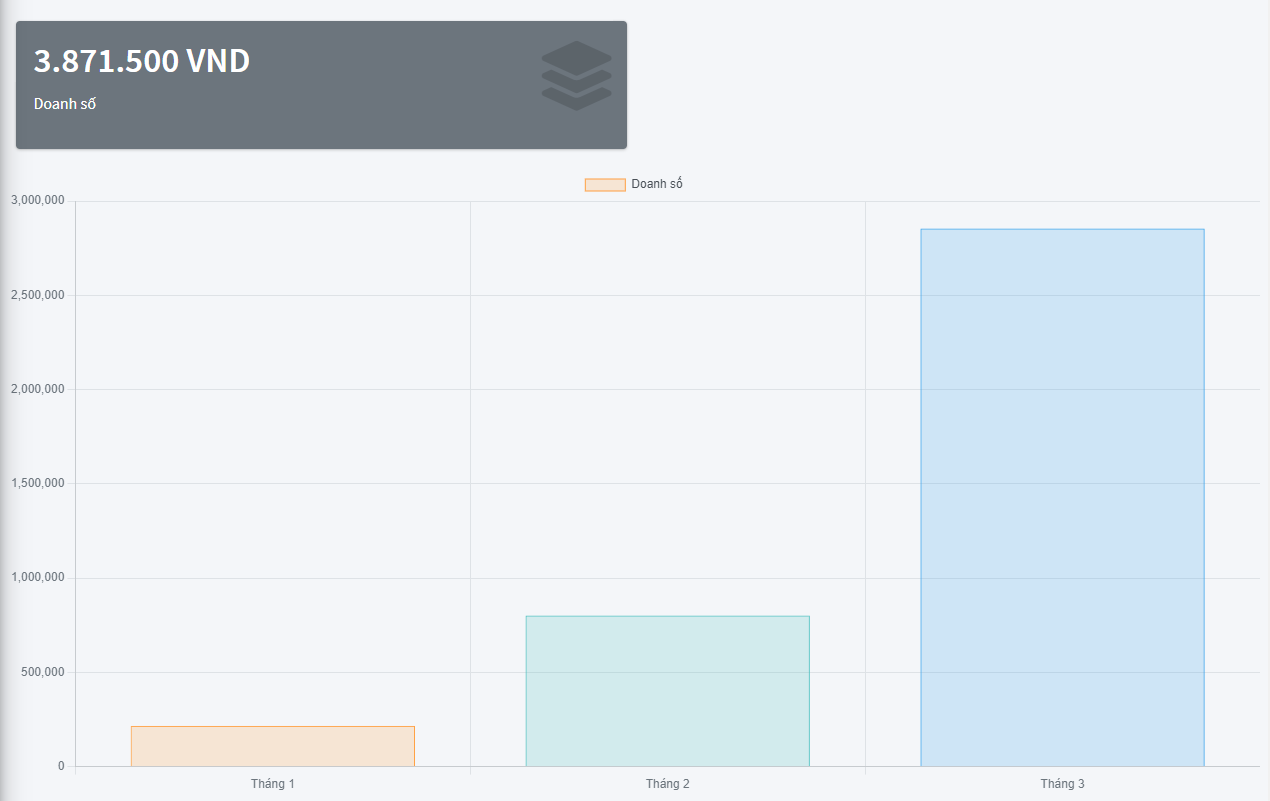 3.871.500 VND
Doanh số
Doanh số
3,000,000
2,500,000
2,000,000
1,500,000
1,000,000
500,000
0
Tháng 1
Tháng 2
Tháng 3